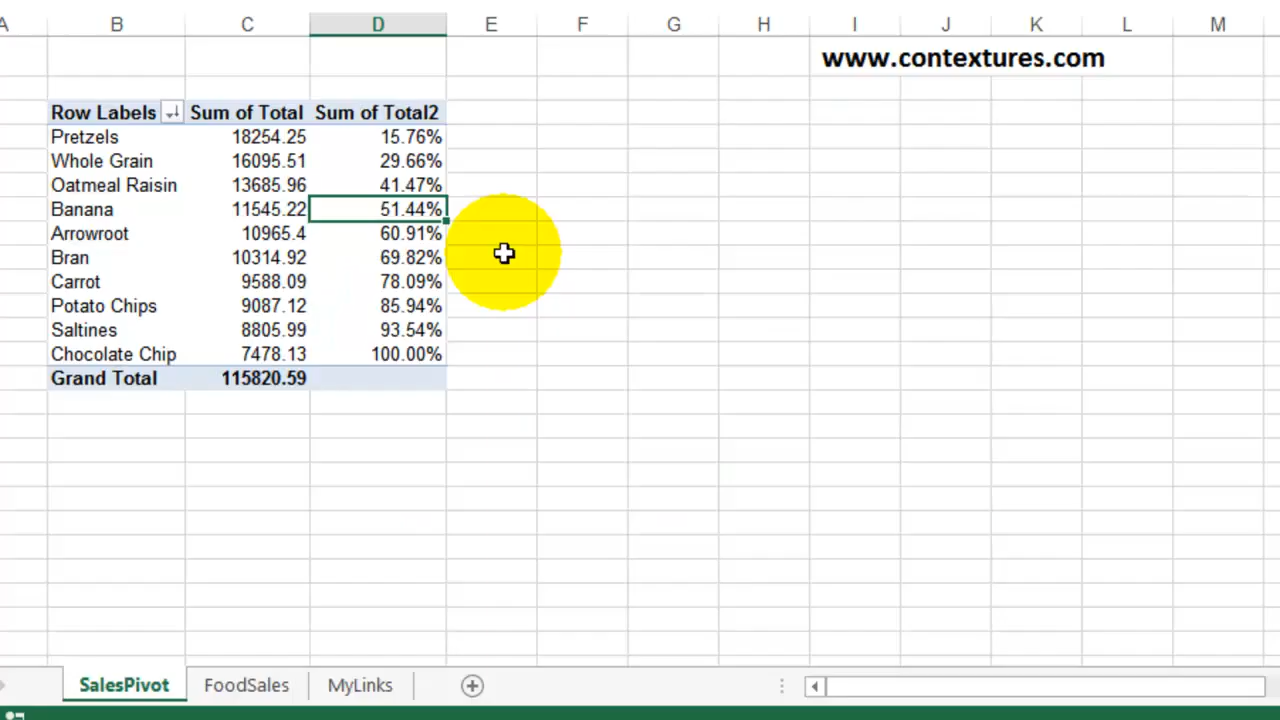 A B C D E F G H I J K L M
www.contextures.com
Row Labels Sum of Total Sum of Total2
Pretzels 18254.25 15.76%
Whole Grain 16095.51 29.66%
Oatmeal Raisin 13685.96 41.47%
Banana 11545.22 51.44%
Arrowroot 10965.4 60.91%
Bran 10314.92 69.82%
Carrot 9588.09 78.09%
Potato Chips 9087.12 85.94%
Saltines 8805.99 93.54%
Chocolate Chip 7478.13 100.00%
Grand Total 115820.59
SalesPivot FoodSales MyLinks